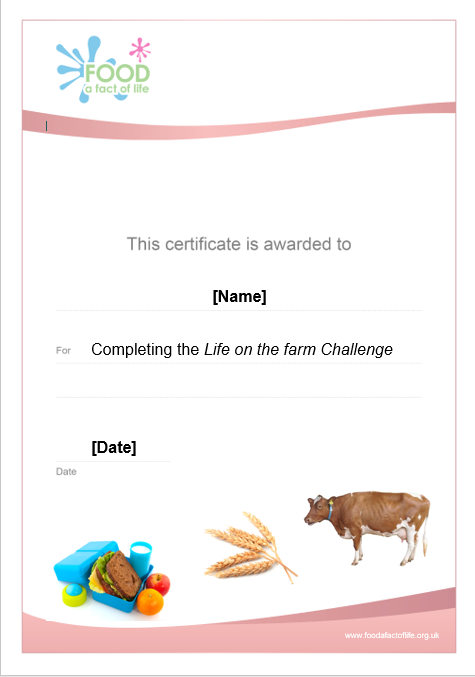 FOOD
a fact of life
This certificate is awarded to
[Name]
For Completing the Life on the farm Challenge
[Date]
Date
www.foodafactoflife.org.uk